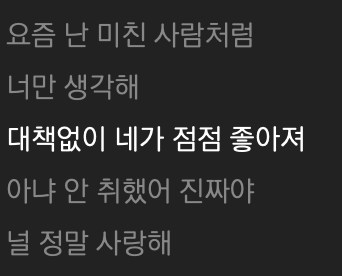 요즘 난 미친 사람처럼
너만 생각해
대책없이 네가 점점 좋아져
아냐 안 취했어 진짜야
널 정말 사랑해